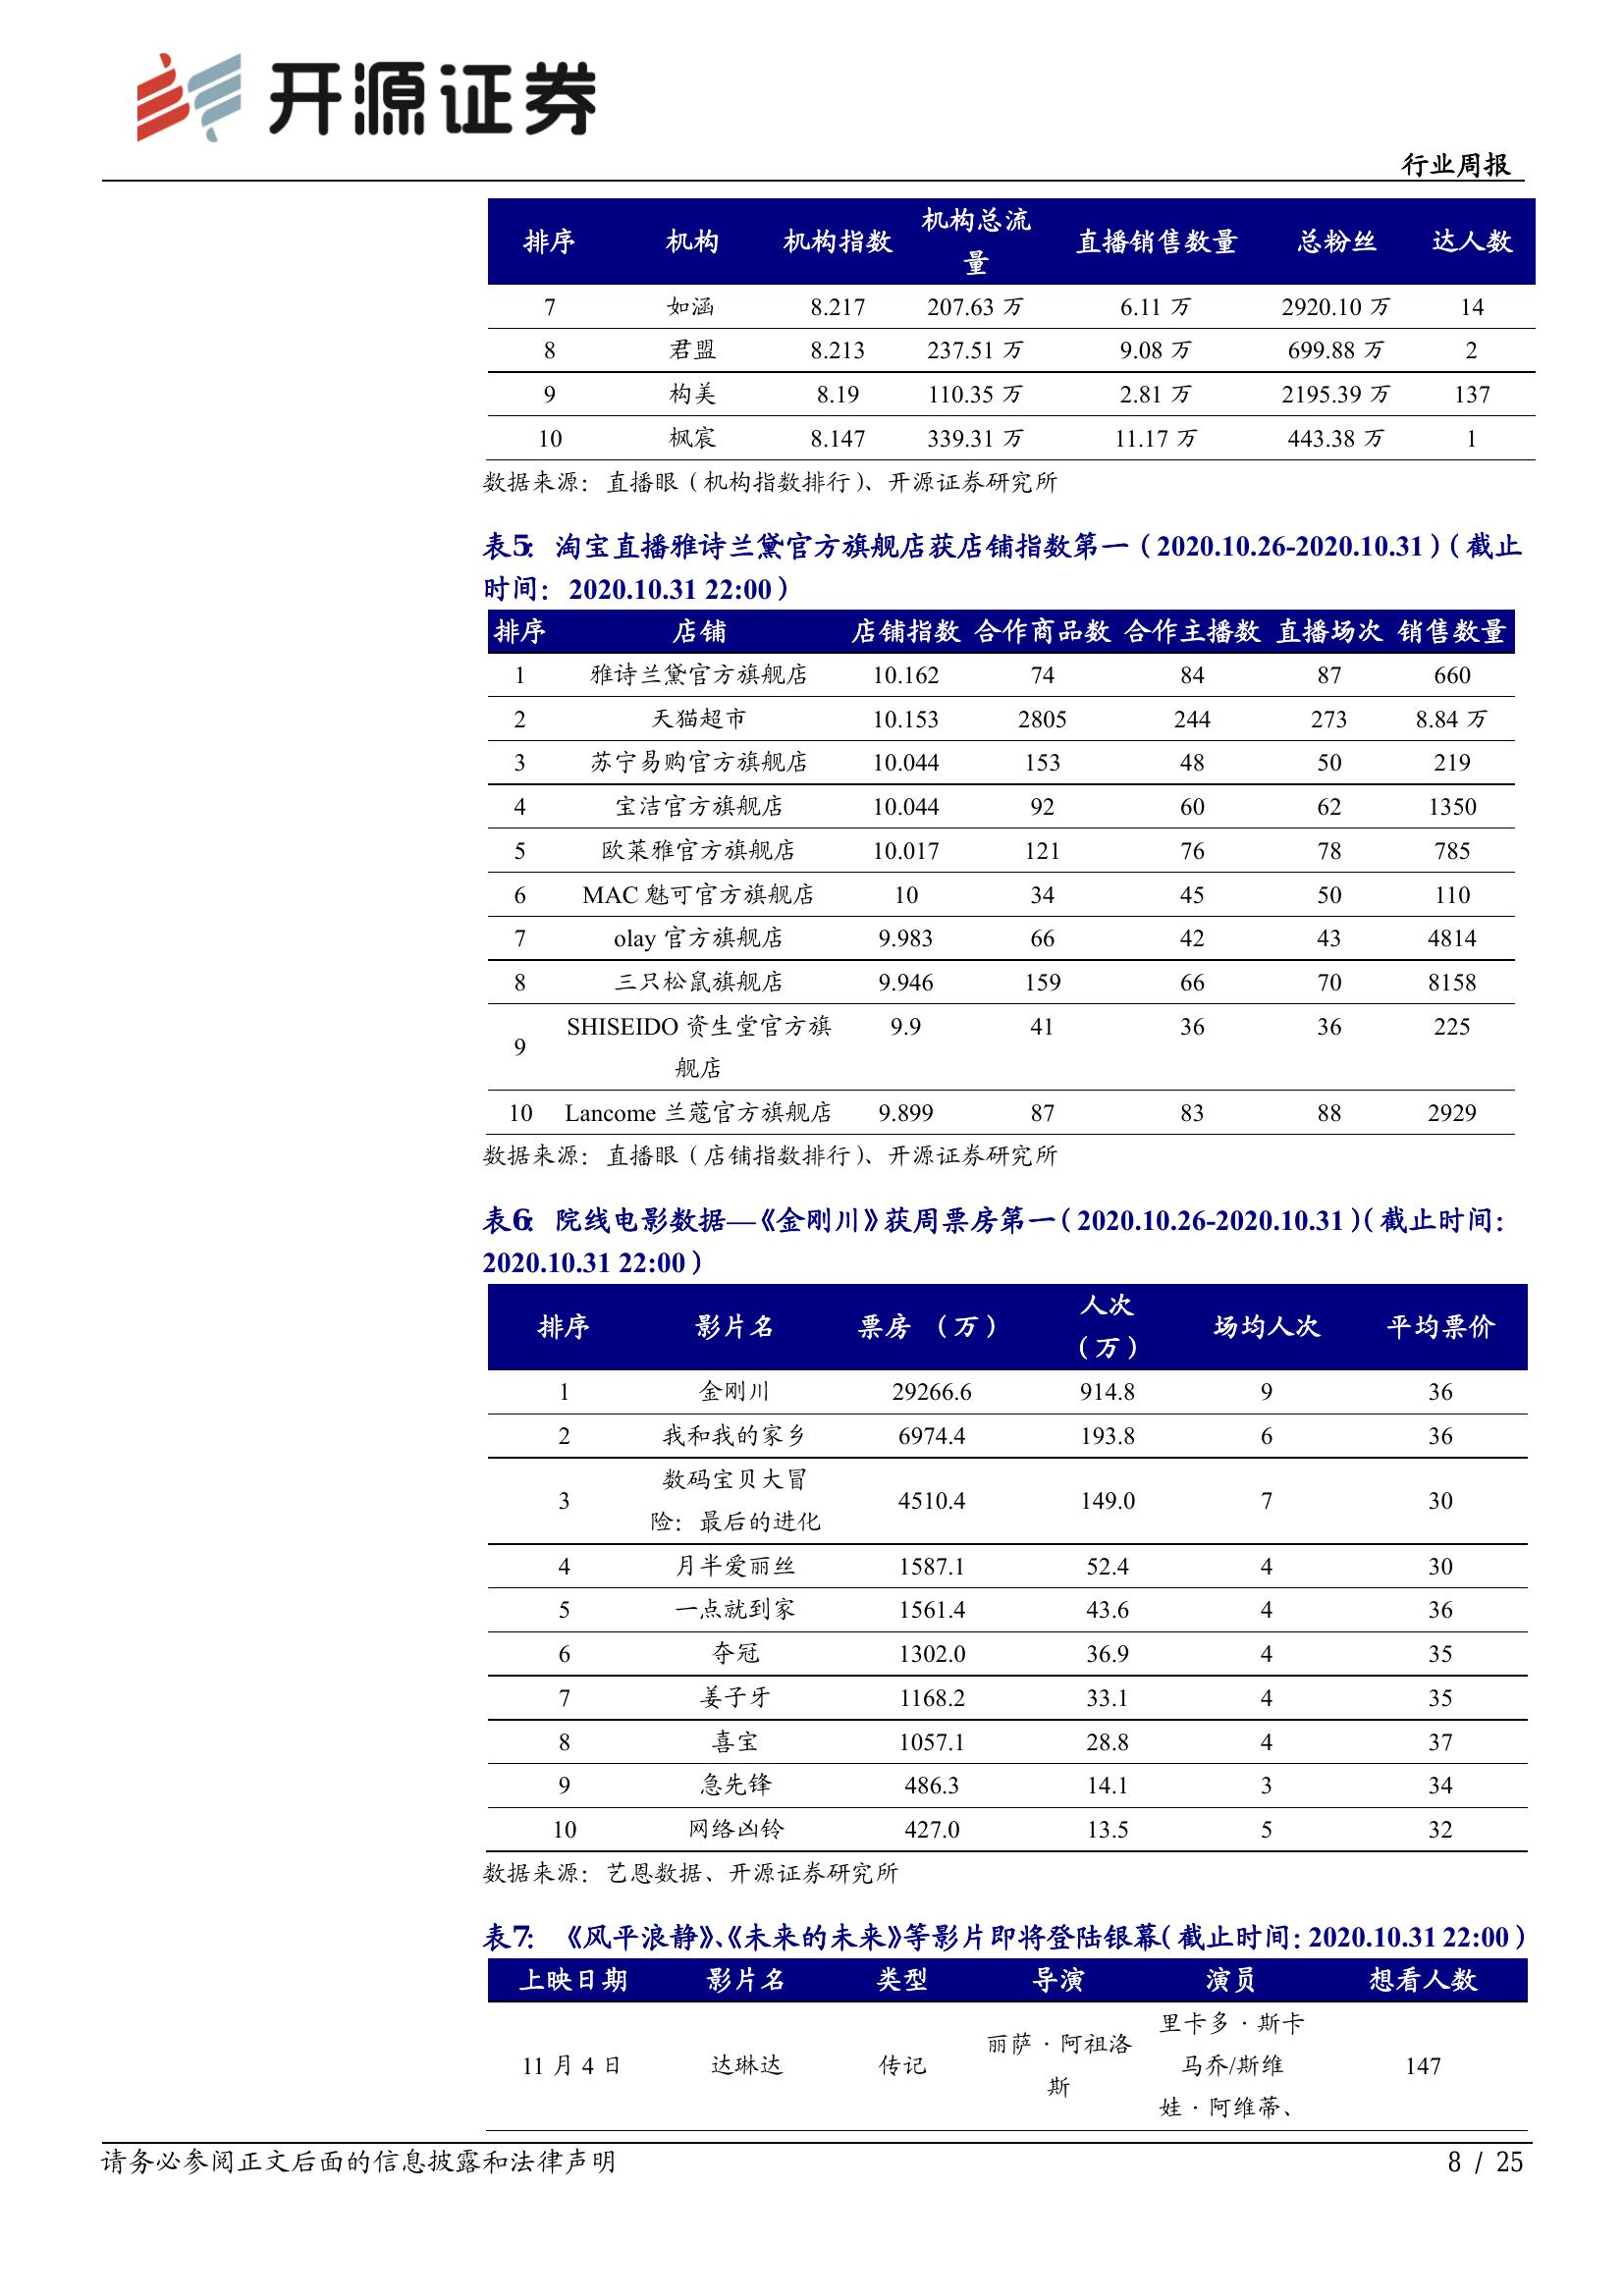 开源证券
行业周报
排序 机构 机构指数 机构总流量 直播销售数量 总粉丝 达人数
7 如涵 8.217 207.63 万 6.11 万 2920.10 万 14
8 君盟 8.213 237.51 万 9.08 万 699.88 万 2
9 构美 8.19 110.35 万 2.81 万 2195.39 万 137
10 枫宸 8.147 339.31 万 11.17 万 443.38 万 1
数据来源：直播眼（机构指数排行）、开源证券研究所
表5：淘宝直播雅诗兰黛官方旗舰店获店铺指数第一（2020.10.26-2020.10.31）（截止
时间：2020.10.31 22:00）
排序 店铺 店铺指数 合作商品数 合作主播数 直播场次 销售数量
1 雅诗兰黛官方旗舰店 10.162 74 84 87 660
2 天猫超市 10.153 2805 244 273 8.84 万
3 苏宁易购官方旗舰店 10.044 153 48 50 219
4 宝洁官方旗舰店 10.044 92 60 62 1350
5 欧莱雅官方旗舰店 10.017 121 76 78 785
6 MAC 魅可官方旗舰店 10 34 45 50 110
7 olay 官方旗舰店 9.983 66 42 43 4814
8 三只松鼠旗舰店 9.946 159 66 70 8158
9 SHISEIDO 资生堂官方旗舰店 9.9 41 36 36 225
10 Lancome 兰蔻官方旗舰店 9.899 87 83 88 2929
数据来源：直播眼（店铺指数排行）、开源证券研究所
表6：院线电影数据—《金刚川》获周票房第一（2020.10.26-2020.10.31）（截止时间：
2020.10.31 22:00）
排序 影片名 票房 （万） 人次（万） 场均人次 平均票价
1 金刚川 29266.6 914.8 9 36
2 我和我的家乡 6974.4 193.8 6 36
3 数码宝贝大冒险：最后的进化 4510.4 149.0 7 30
4 月半爱丽丝 1587.1 52.4 4 30
5 一点就到家 1561.4 43.6 4 36
6 夺冠 1302.0 36.9 4 35
7 姜子牙 1168.2 33.1 4 35
8 喜宝 1057.1 28.8 4 37
9 急先锋 486.3 14.1 3 34
10 网络凶铃 427.0 13.5 5 32
数据来源：艺恩数据、开源证券研究所
表7：《风平浪静》、《未来的未来》等影片即将登陆银幕（截止时间：2020.10.31 22:00）
上映日期 影片名 类型 导演 演员 想看人数
11 月 4 日 达琳达 传记 丽萨·阿祖洛斯 里卡多·斯卡马乔/斯维娃·阿维蒂、 147
请务必参阅正文后面的信息披露和法律声明
8 / 25